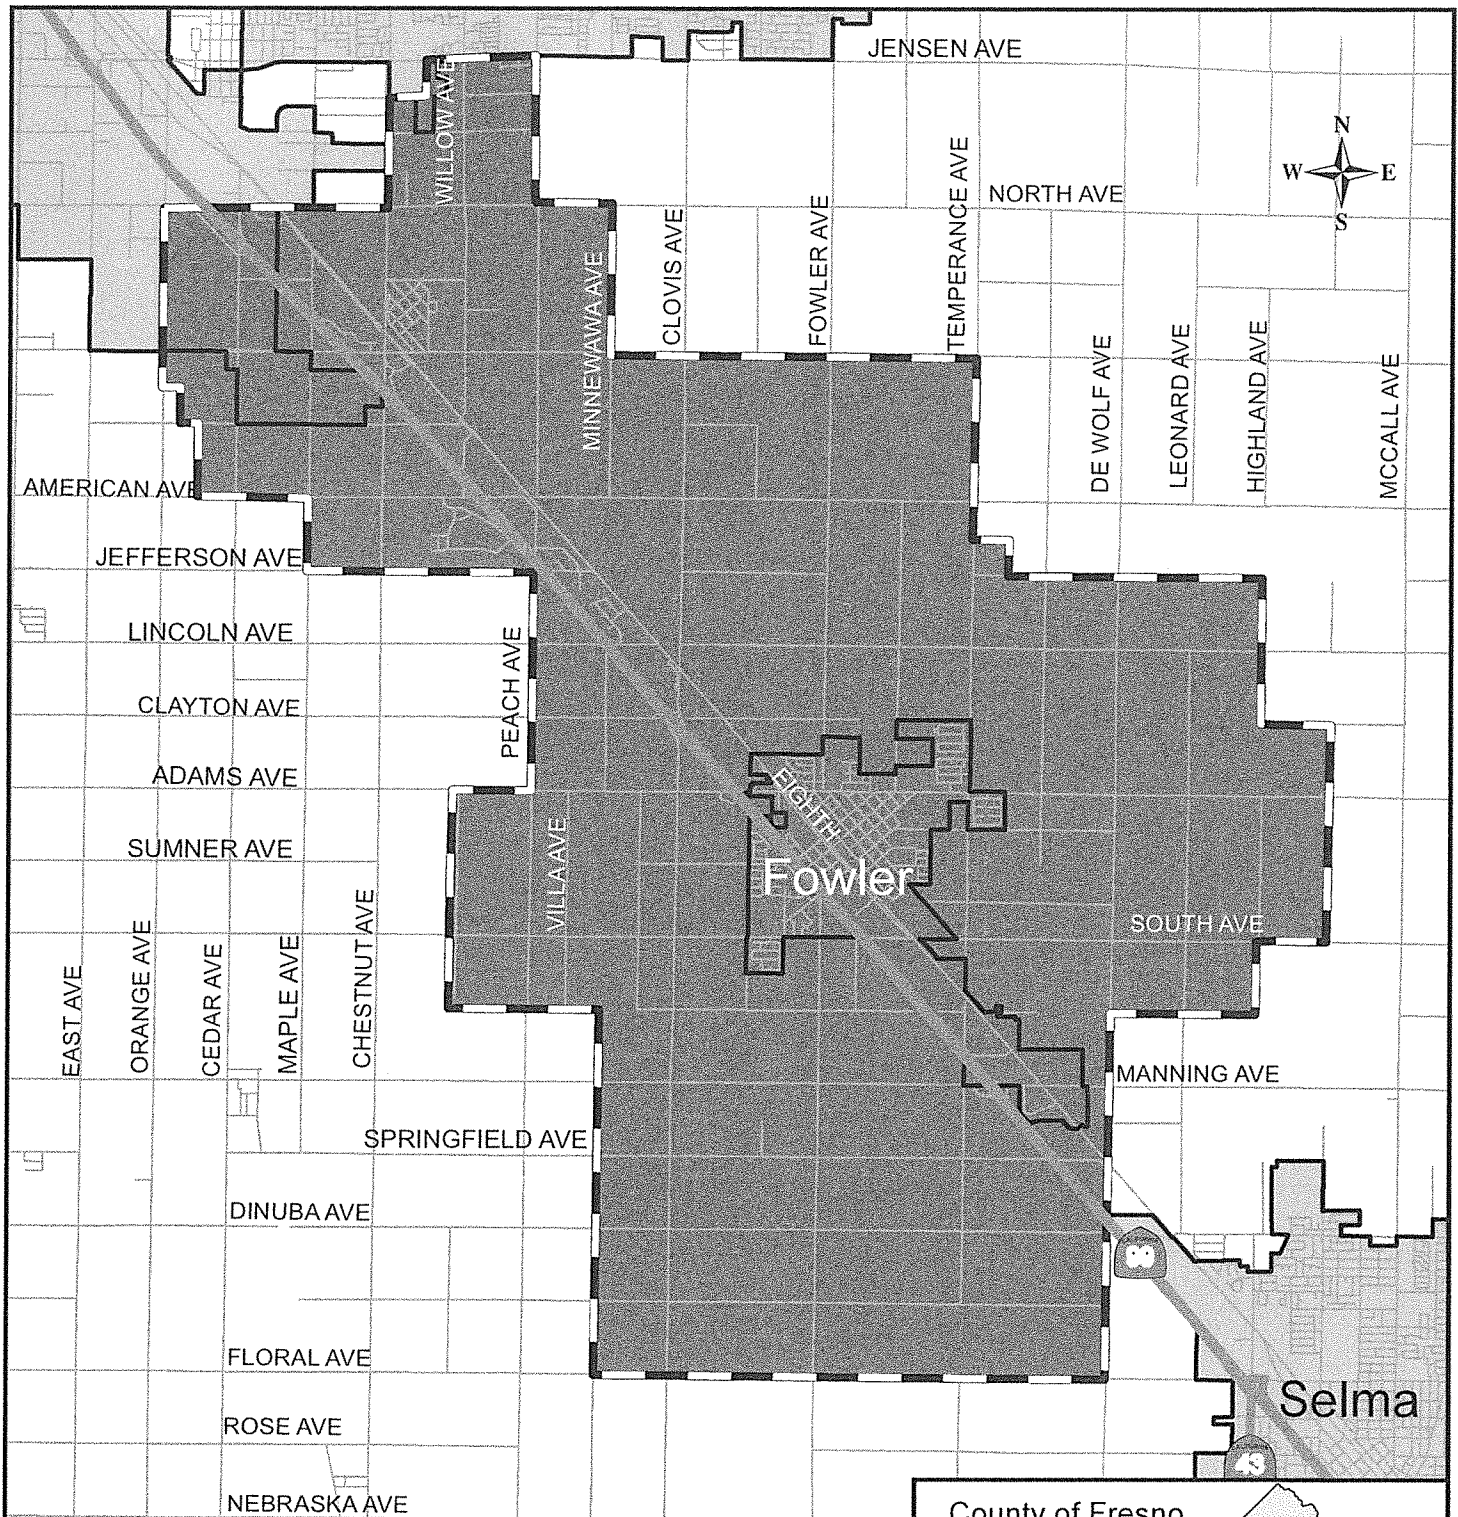 JENSEN AVE
WILLOW AVE
N
W E
S
NORTH AVE
TEMPERANCE AVE
FOWLER AVE
CLOVIS AVE
MINNEWAWA AVE
DE WOLF AVE
LEONARD AVE
HIGHLAND AVE
MCCALL AVE
AMERICAN AVE
JEFFERSON AVE
LINCOLN AVE
PEACH AVE
CLAYTON AVE
ADAMS AVE
EIGHTH
SUMNER AVE
VILLA AVE
Fowler
SOUTH AVE
EAST AVE
ORANGE AVE
CEDAR AVE
MAPLE AVE
CHESTNUT AVE
MANNING AVE
SPRINGFIELD AVE
DINUBA AVE
FLORAL AVE
Selma
ROSE AVE
43
NEBRASKA AVE
County of Fresno